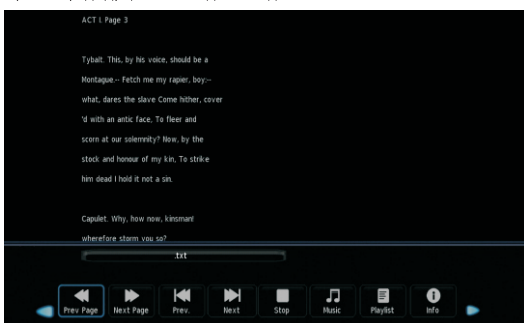 ACT I. Page 3
Tybalt. This, by his voice, should be a
Montague.-- Fetch me my rapier, boy:--
what, dares the slave Come hither, cover
'd with an antic face, To fleer and
scorn at our solemnity? Now, by the
stock and honour of my kin, To strike
him dead I hold it not a sin.
Capulet. Why, how now, kinsman!
wherefore storm you so?
.txt
Prev Page Next Page Prev. Next Stop Music Playlist Info